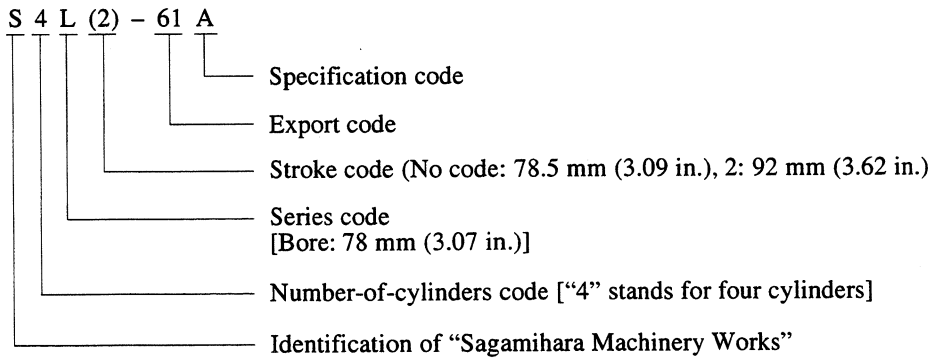 S 4 L (2) - 61 A
Specification code
Export code
Stroke code (No code: 78.5 mm (3.09 in.), 2: 92 mm (3.62 in.)
Series code
[Bore: 78 mm (3.07 in.)]
Number-of-cylinders code [“4” stands for four cylinders]
Identification of “Sagamihara Machinery Works”